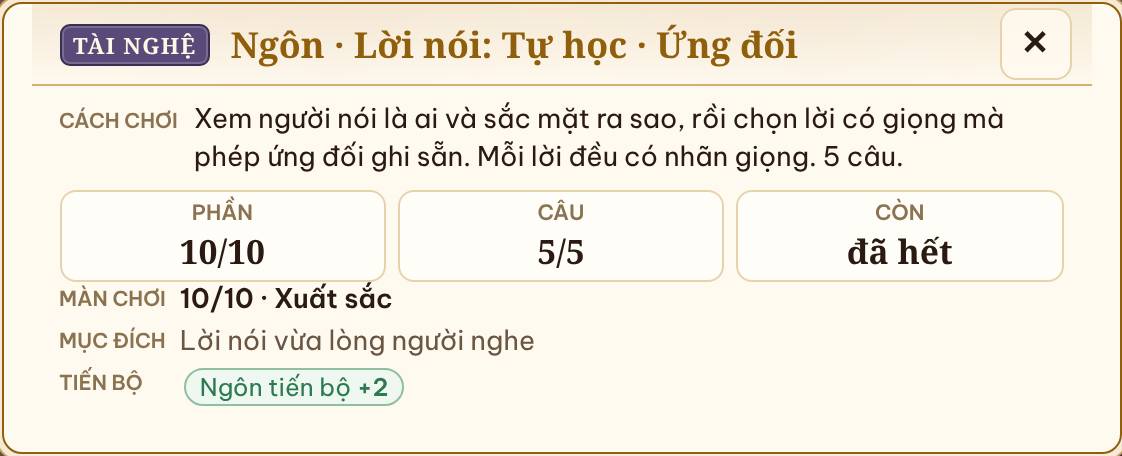 TÀI NGHỆ Ngôn · Lời nói: Tự học · Ứng đối ✕
CÁCH CHƠI Xem người nói là ai và sắc mặt ra sao, rồi chọn lời có giọng mà
phép ứng đối ghi sẵn. Mỗi lời đều có nhãn giọng. 5 câu.
PHẦN CÂU CÒN
10/10 5/5 đã hết
MÀN CHƠI 10/10 · Xuất sắc
MỤC ĐÍCH Lời nói vừa lòng người nghe
TIẾN BỘ Ngôn tiến bộ +2